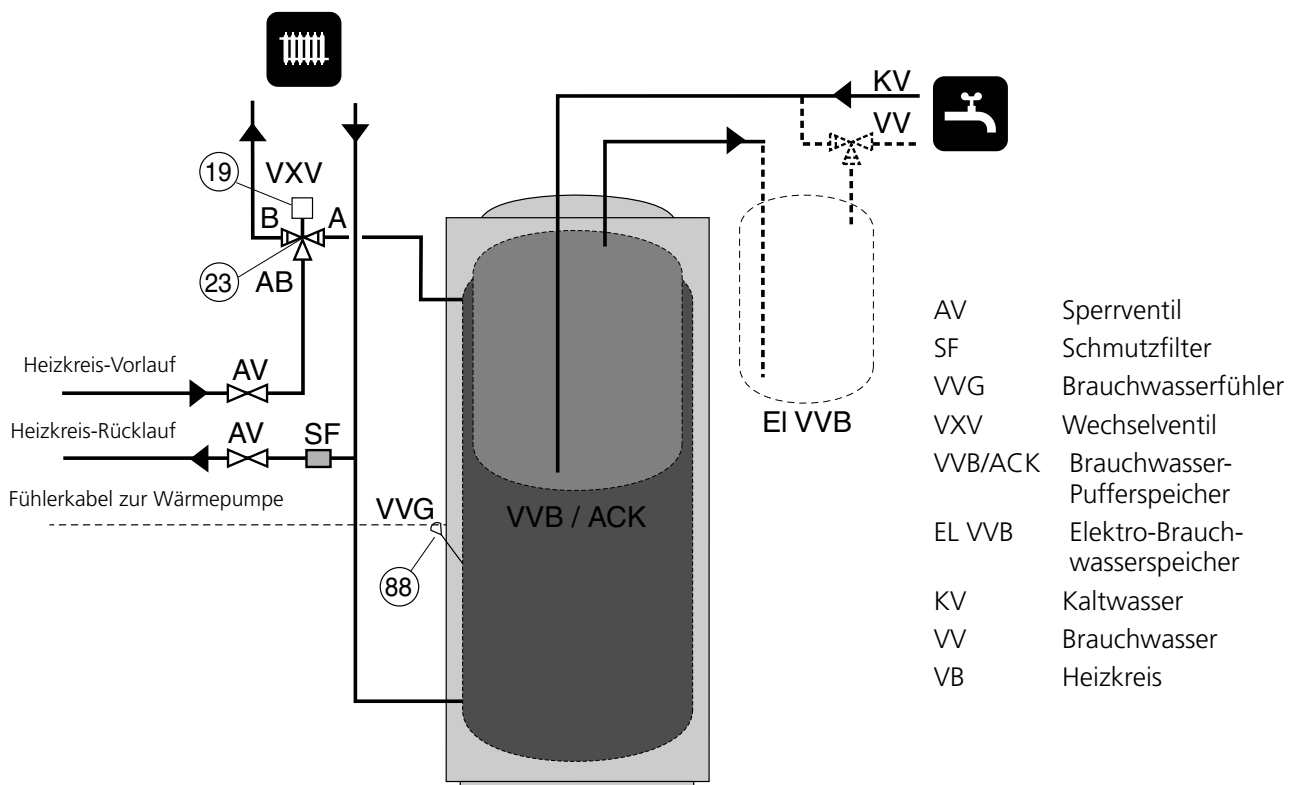 KV
VV
19
VXV
B
A
23
AB
Heizkreis-Vorlauf
AV
Heizkreis-Rücklauf
AV
SF
Fühlerkabel zur Wärmepumpe
VVG
88
VVB / ACK
El VVB
AV Sperrventil
SF Schmutzfilter
VVG Brauchwasserfühler
VXV Wechselventil
VVB/ACK Brauchwasser-
Pufferspeicher
EL VVB Elektro-Brauch-
wasserspeicher
KV Kaltwasser
VV Brauchwasser
VB Heizkreis